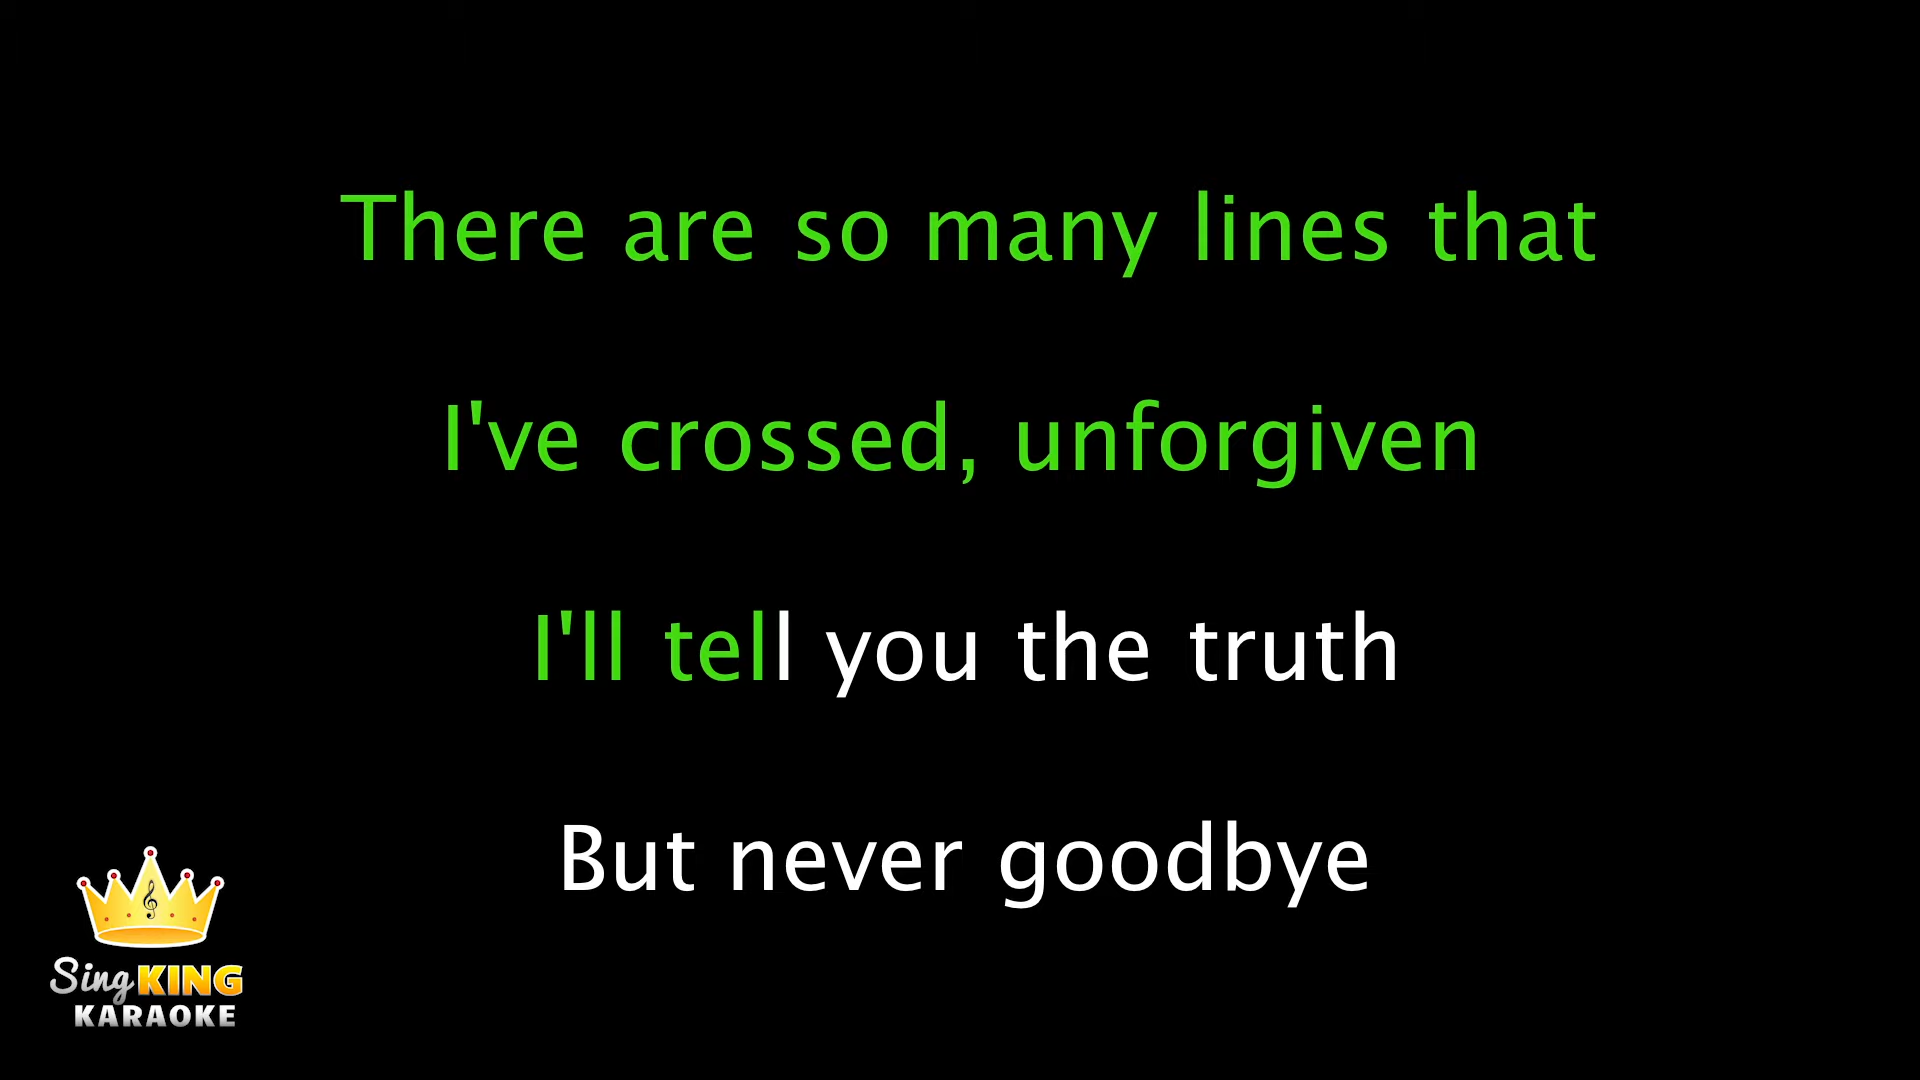 There are so many lines that
I've crossed, unforgiven
I'll tell you the truth
But never goodbye
Sing KING
KARAOKE